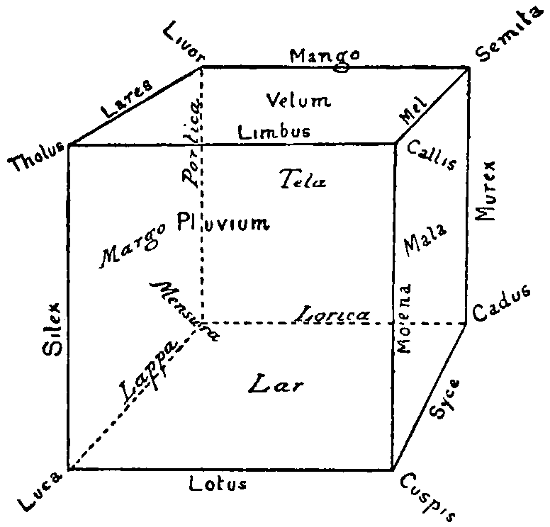 Livor
Mango
Semita
Lares
Velum
Mel
Tholus
Portica
Limbus
Callis
Tela
Murex
Margo
Pluvium
Mala
Silex
Mensura
Lorica
Moena
Cadus
Lappa
Lar
Syce
Luca
Lotus
Cuspis